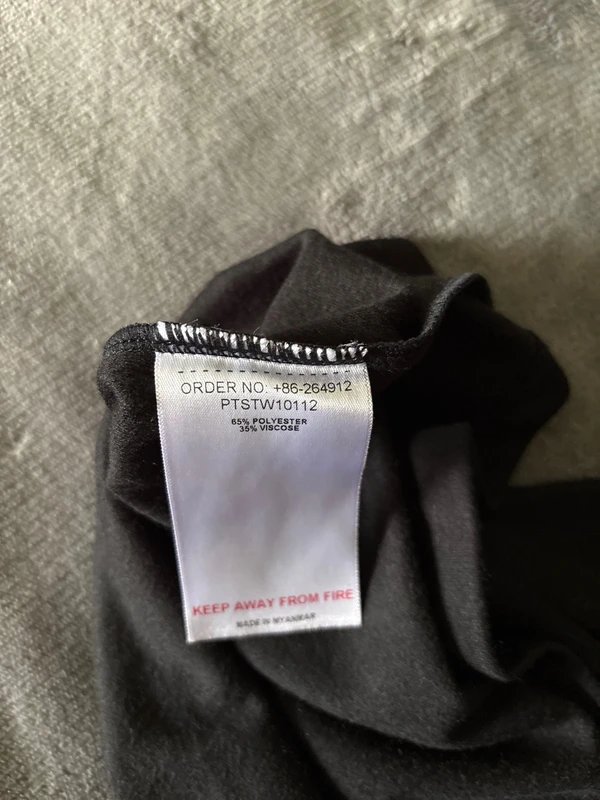 ORDER NO: +86-264912
PTSTW10112
65% POLYESTER
35% VISCOSE
KEEP AWAY FROM FIRE
MADE IN MYANMAR